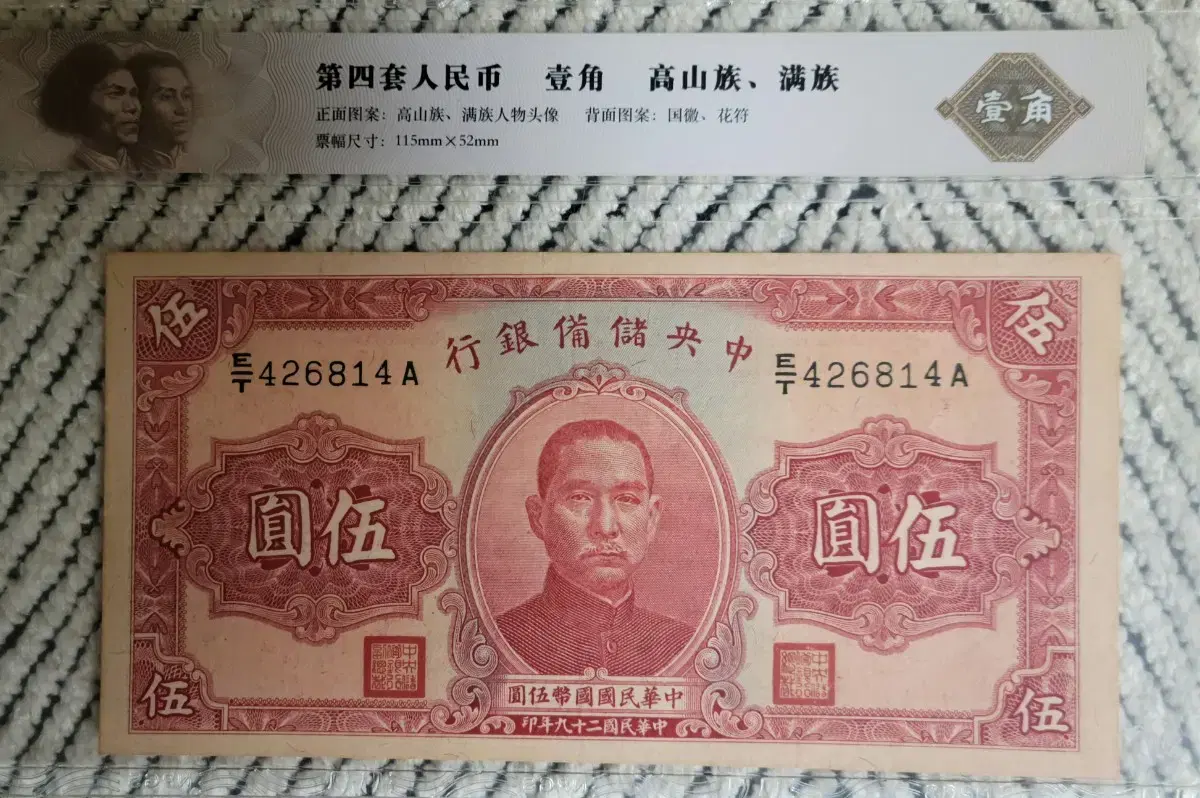 第四套人民币 壹角 高山族、满族
正面图案：高山族、满族人物头像 背面图案：国徽、花符
票幅尺寸：115mm×52mm
壹角
伍
伍
中央儲備銀行
E/T 426814A
E/T 426814A
伍圓
伍圓
中華民國國幣伍圓
中華民國二十九年印
伍
伍